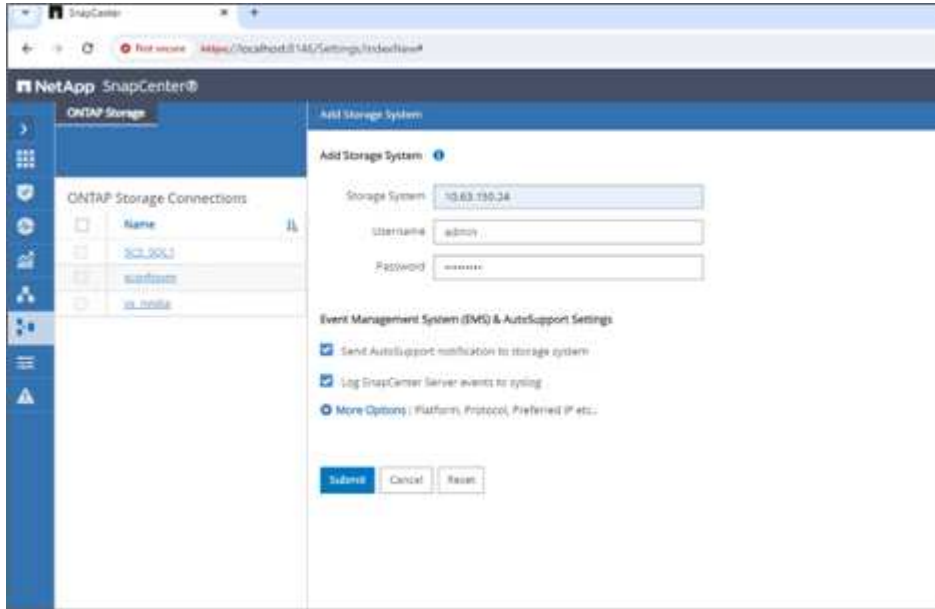 SnapCenter
Not secure https://localhost:8146/Settings/IndexNew#
NetApp SnapCenter®
ONTAP Storage
Add Storage System
Add Storage System
Storage System 10.63.150.24
Username admin
Password ••••••••
ONTAP Storage Connections
Name
Event Management System (EMS) & AutoSupport Settings
Send AutoSupport notification to storage system
Log SnapCenter Server events to syslog
More Options : Platform, Protocol, Preferred IP etc..
Submit Cancel Reset